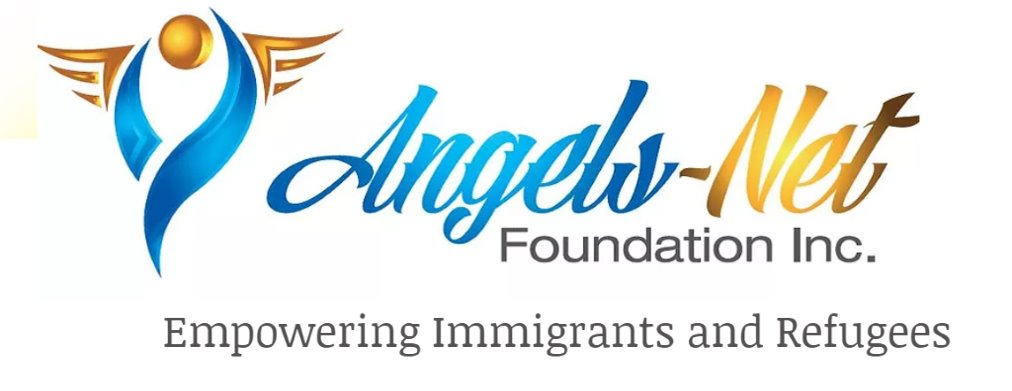 Angels-Net
Foundation Inc.
Empowering Immigrants and Refugees